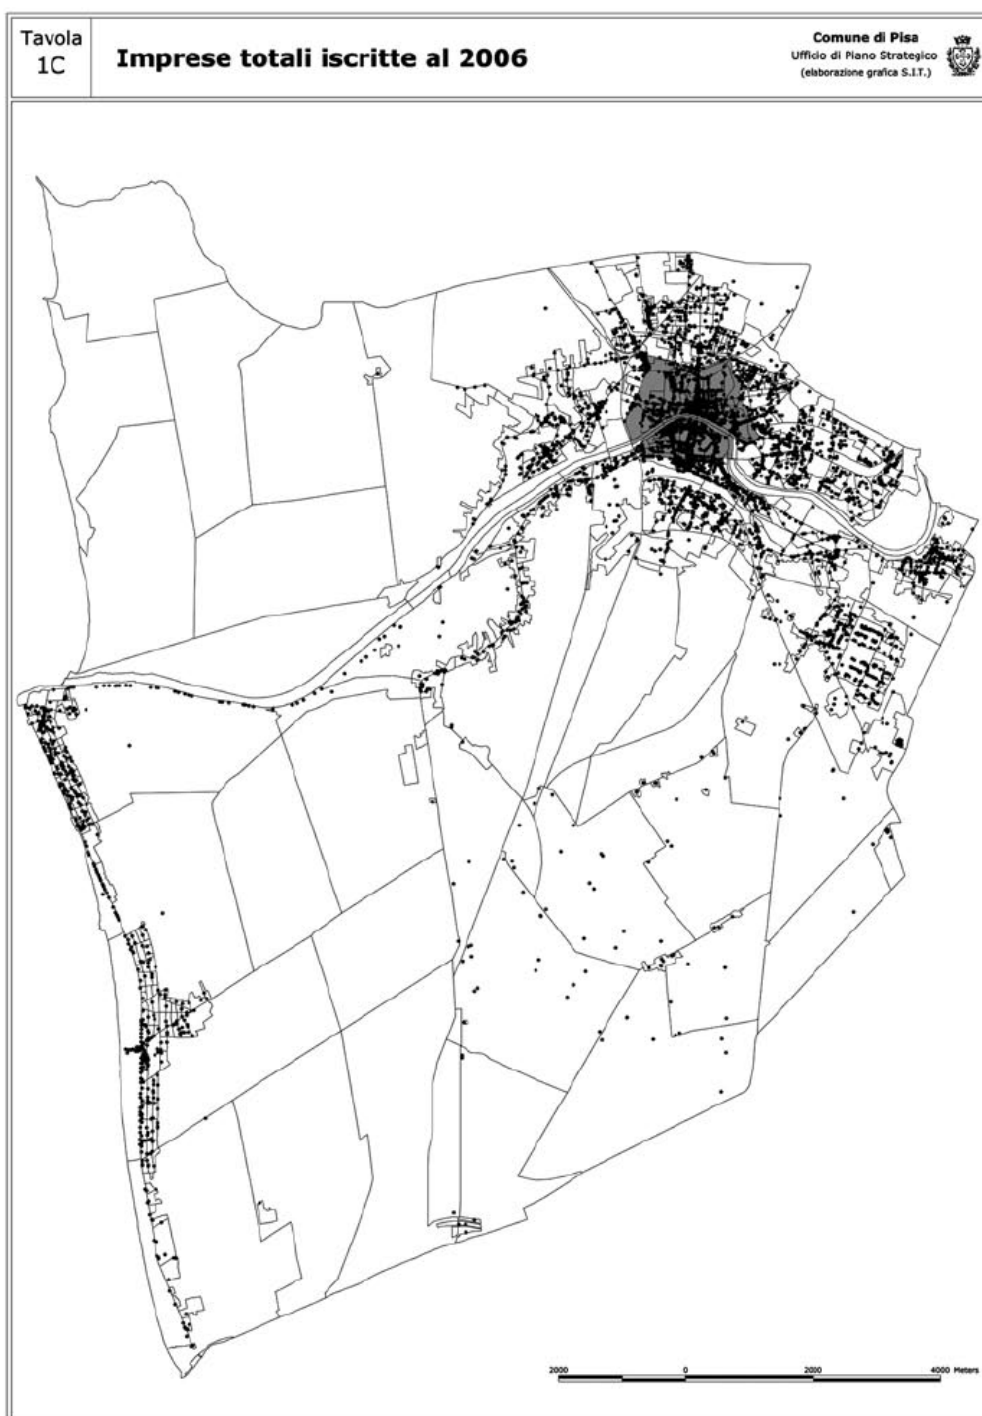 Tavola
1C
Imprese totali iscritte al 2006
Comune di Pisa
Ufficio di Piano Strategico
(elaborazione grafica S.I.T.)
2000 0 2000 4000 Meters